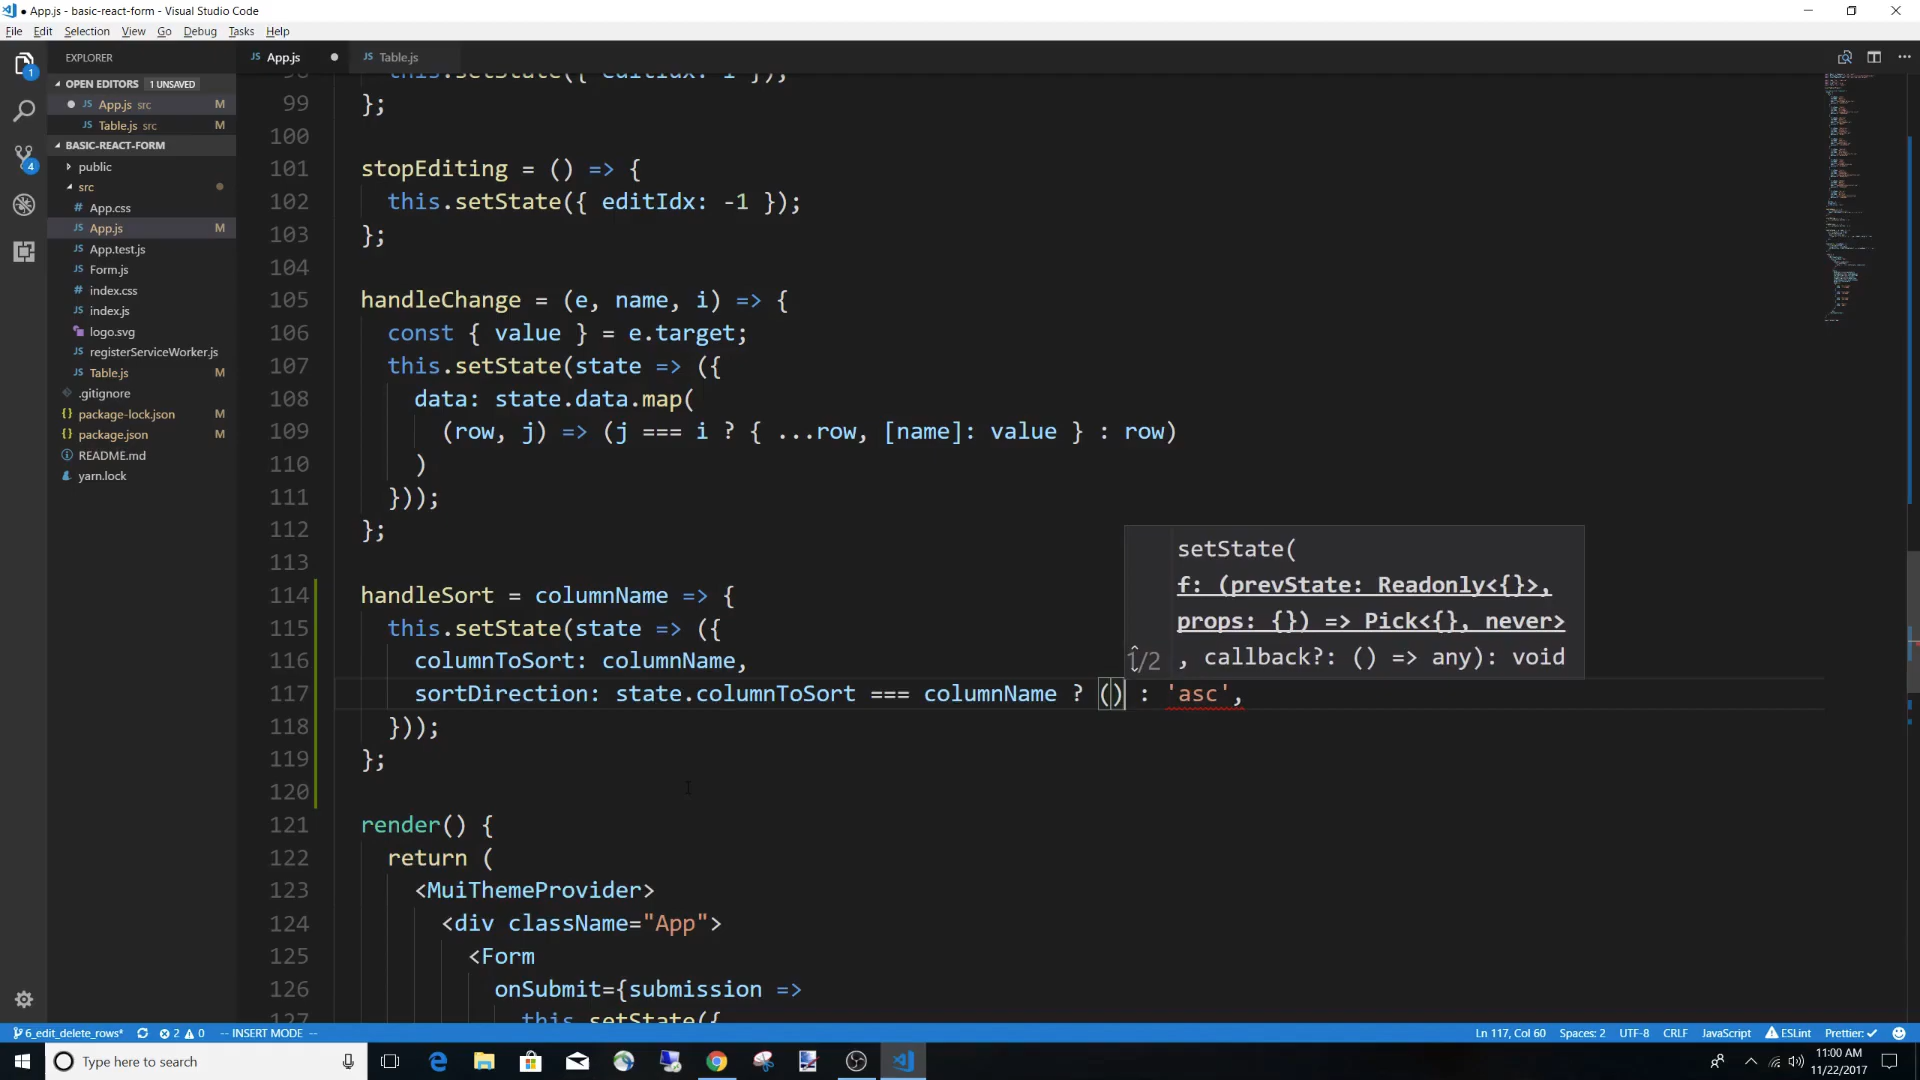 ● App.js - basic-react-form - Visual Studio Code
File Edit Selection View Go Debug Tasks Help
EXPLORER
OPEN EDITORS 1 UNSAVED
App.js src M
Table.js src M
BASIC-REACT-FORM
public
src
App.css
App.js M
App.test.js
Form.js
index.css
index.js
logo.svg
registerServiceWorker.js
Table.js M
.gitignore
package-lock.json M
package.json M
README.md
yarn.lock
JS App.js ● JS Table.js
98 this.setState({ editIdx: i });
99 };
100
101 stopEditing = () => {
102 this.setState({ editIdx: -1 });
103 };
104
105 handleChange = (e, name, i) => {
106 const { value } = e.target;
107 this.setState(state => ({
108 data: state.data.map(
109 (row, j) => (j === i ? { ...row, [name]: value } : row)
110 )
111 }));
112 };
113
114 handleSort = columnName => {
115 this.setState(state => ({
116 columnToSort: columnName,
117 sortDirection: state.columnToSort === columnName ? () : 'asc',
118 }));
119 };
120
121 render() {
122 return (
123 <MuiThemeProvider>
124 <div className="App">
125 <Form
126 onSubmit={submission =>
127 this.setState({
setState(
f: (prevState: Readonly<{}>,
props: {}) => Pick<{}, never>
1/2 , callback?: () => any): void
6_edit_delete_rows* 2 0 -- INSERT MODE -- Ln 117, Col 60 Spaces: 2 UTF-8 CRLF JavaScript ESLint Prettier: ✓
Type here to search
11:00 AM
11/22/2017